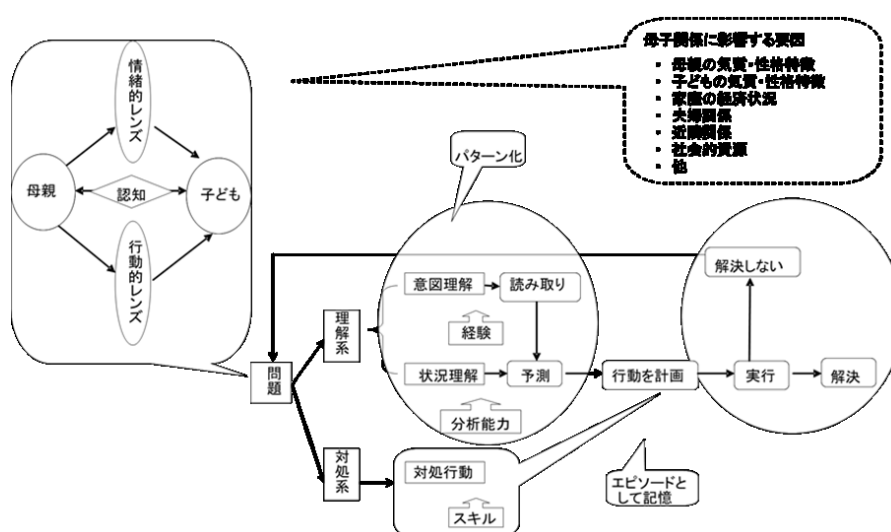 母子関係に影響する要因
▪ 母親の気質・性格特徴
▪ 子どもの気質・性格特徴
▪ 家庭の経済状況
▪ 夫婦関係
▪ 近隣関係
▪ 社会的資源
▪ 他
情緒的レンズ
母親
認知
子ども
行動的レンズ
パターン化
意図理解
読み取り
経験
状況理解
予測
分析能力
解決しない
行動を計画
実行
解決
理解系
問題
対処系
対処行動
スキル
エピソードと
して記憶